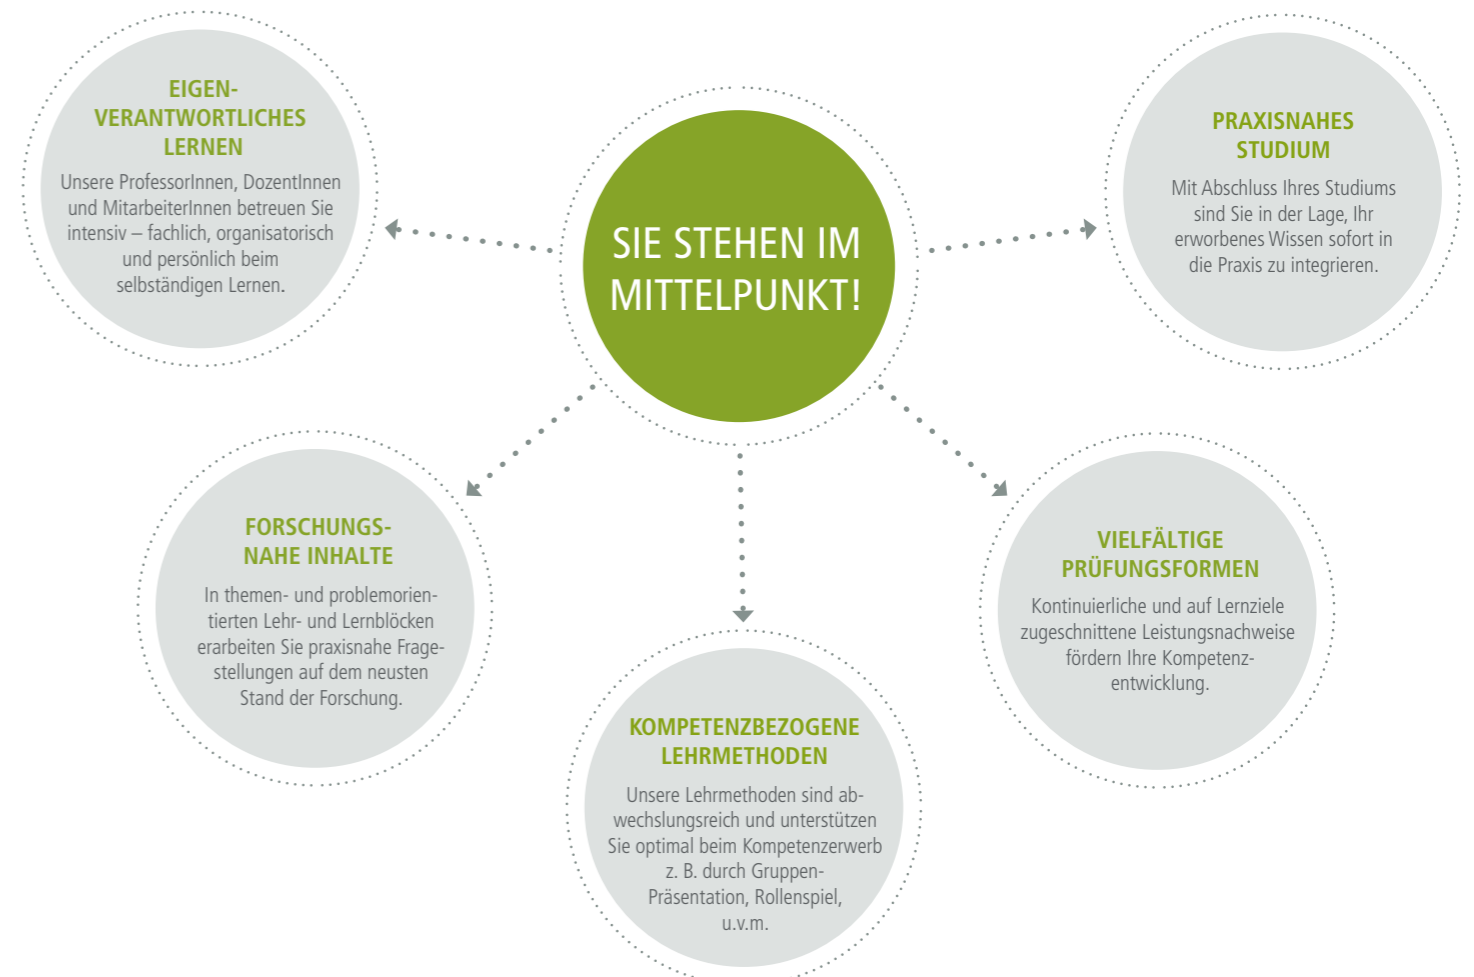 EIGEN-
VERANTWORTLICHES
LERNEN
Unsere ProfessorInnen, DozentInnen
und MitarbeiterInnen betreuen Sie
intensiv – fachlich, organisatorisch
und persönlich beim
selbständigen Lernen.
SIE STEHEN IM
MITTELPUNKT!
PRAXISNAHES
STUDIUM
Mit Abschluss Ihres Studiums
sind Sie in der Lage, Ihr
erworbenes Wissen sofort in
die Praxis zu integrieren.
FORSCHUNGS-
NAHE INHALTE
In themen- und problemorien-
tierten Lehr- und Lernblöcken
erarbeiten Sie praxisnahe Frage-
stellungen auf dem neusten
Stand der Forschung.
KOMPETENZBEZOGENE
LEHRMETHODEN
Unsere Lehrmethoden sind ab-
wechslungsreich und unterstützen
Sie optimal beim Kompetenzerwerb
z. B. durch Gruppen-
Präsentation, Rollenspiel,
u.v.m.
VIELFÄLTIGE
PRÜFUNGSFORMEN
Kontinuierliche und auf Lernziele
zugeschnittene Leistungsnachweise
fördern Ihre Kompetenz-
entwicklung.